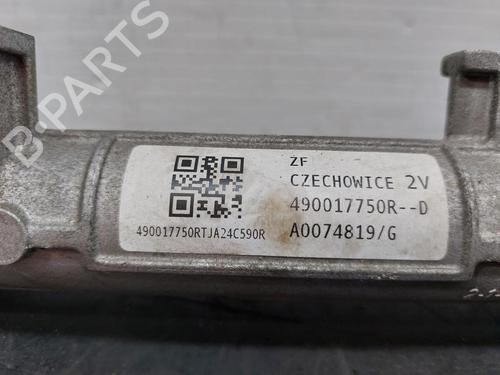 B-PARTS
ZF
CZECHOWICE 2V
490017750R--D
490017750RTJA24C590R
A0074819/G